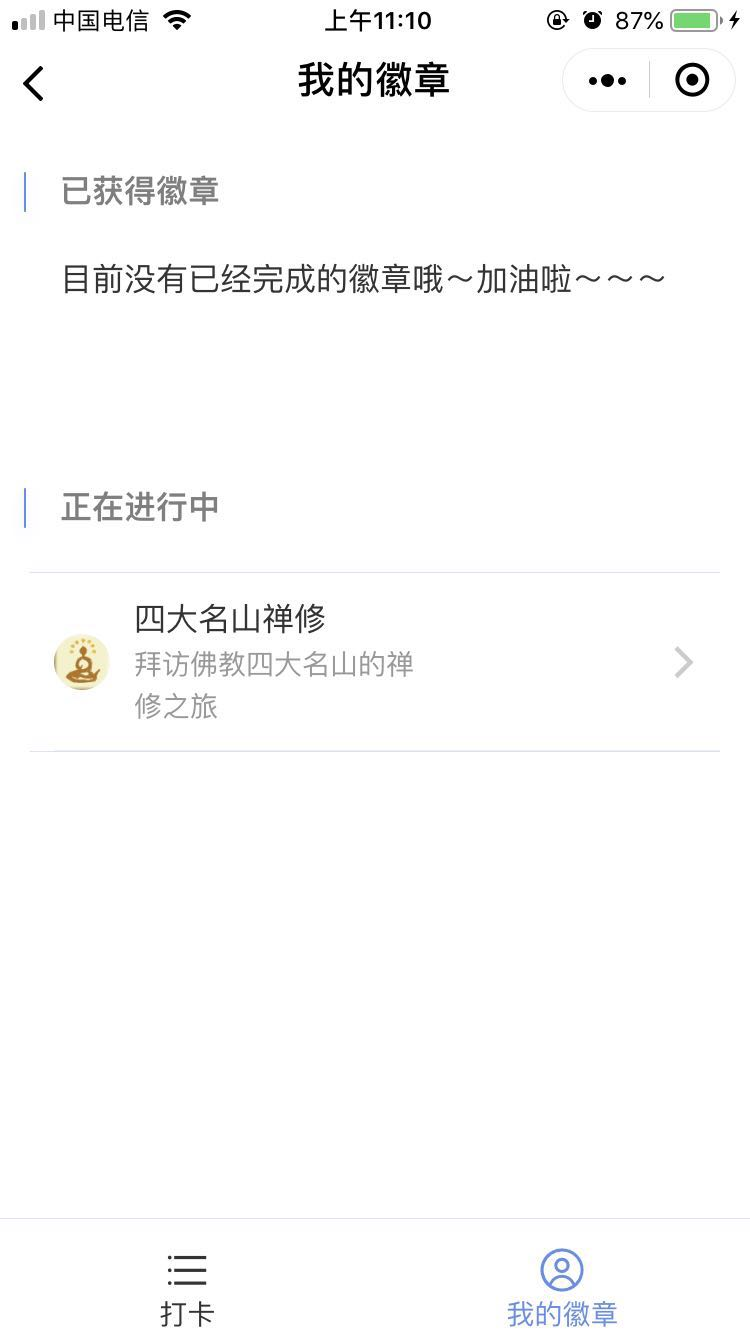 中国电信
上午11:10
87%
我的徽章
已获得徽章
目前没有已经完成的徽章哦～加油啦～～～
正在进行中
四大名山禅修
拜访佛教四大名山的禅
修之旅
打卡
我的徽章